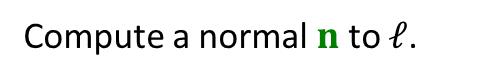 Compute a normal n to ℓ.